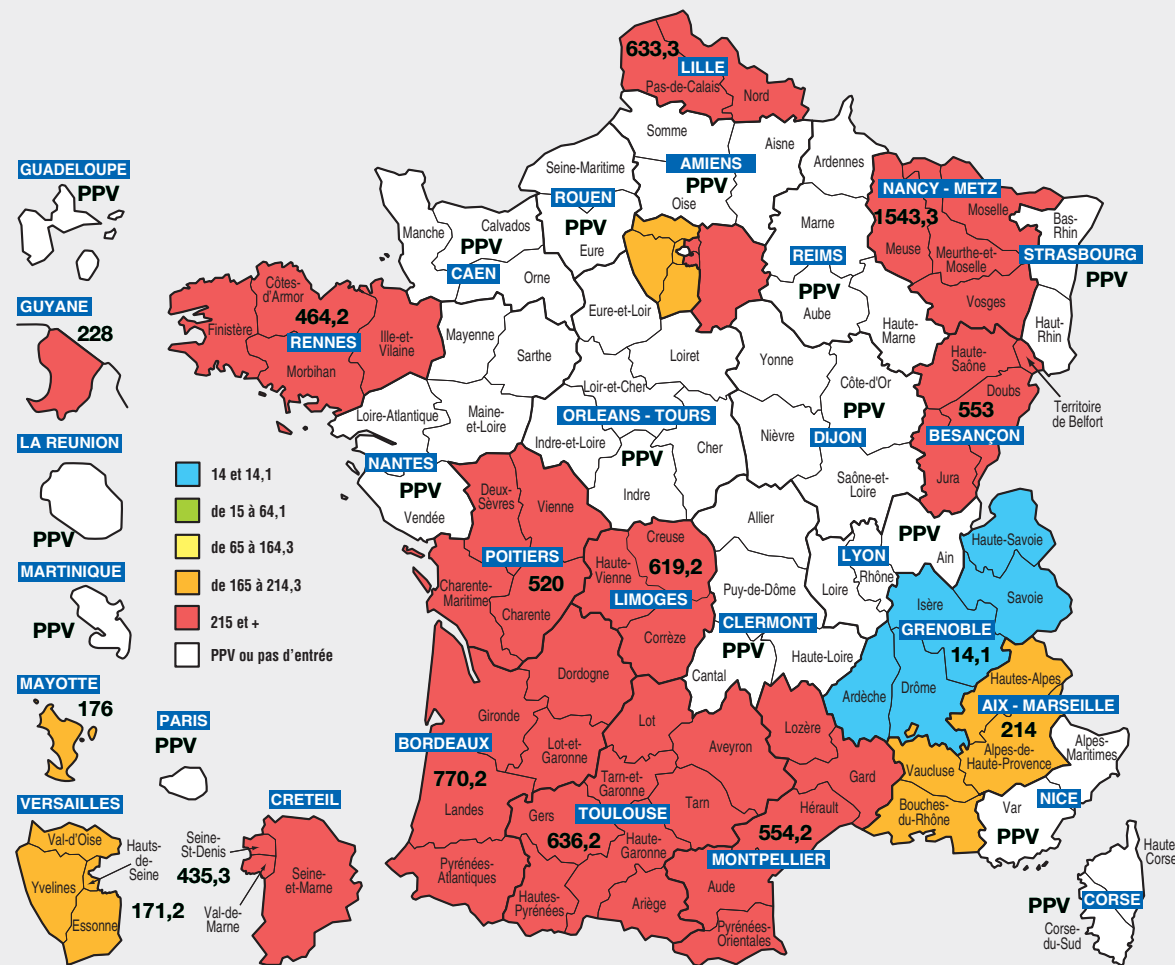 633,3
LILLE
Pas-de-Calais
Nord
Somme
Aisne
AMIENS
PPV
Oise
Ardennes
Seine-Maritime
ROUEN
PPV
Eure
GUADELOUPE
PPV
Manche
Calvados
PPV
CAEN
Orne
Marne
REIMS
PPV
Aube
Haute-
Marne
NANCY - METZ
1543,3
Moselle
Meuse
Meurthe-et-
Moselle
Vosges
Bas-
Rhin
STRASBOURG
PPV
Haut-
Rhin
GUYANE
228
Côtes-
d'Armor
464,2
Finistère
RENNES
Ille-et-
Vilaine
Morbihan
Mayenne
Sarthe
Eure-et-Loir
Loiret
Loir-et-Cher
ORLEANS - TOURS
Indre-et-Loire
PPV
Cher
Indre
Yonne
Côte-d'Or
PPV
Nièvre
DIJON
Saône-et-
Loire
Haute-
Saône
Doubs
553
BESANÇON
Jura
Territoire
de Belfort
Loire-Atlantique
Maine-
et-Loire
NANTES
PPV
Vendée
LA REUNION
PPV
14 et 14,1
de 15 à 64,1
de 65 à 164,3
de 165 à 214,3
215 et +
PPV ou pas d'entrée
MARTINIQUE
PPV
Deux-
Sèvres
Vienne
POITIERS
520
Charente-
Maritime
Charente
Creuse
Haute-
Vienne
619,2
LIMOGES
Corrèze
Allier
Puy-de-Dôme
CLERMONT
PPV
Haute-Loire
Cantal
PPV
Ain
LYON
Rhône
Loire
Haute-Savoie
Savoie
Isère
GRENOBLE
14,1
Ardèche
Drôme
Hautes-Alpes
AIX - MARSEILLE
214
Alpes-de-
Haute-Provence
Vaucluse
Bouches-
du-Rhône
Alpes-
Maritimes
NICE
Var
PPV
MAYOTTE
176
PARIS
PPV
Dordogne
Gironde
BORDEAUX
770,2
Lot-et-
Garonne
Landes
Pyrénées-
Atlantiques
Lot
Aveyron
Tarn-et-
Garonne
Gers
TOULOUSE
Tarn
636,2
Haute-
Garonne
Hautes-
Pyrénées
Ariège
Lozère
Gard
Hérault
554,2
MONTPELLIER
Aude
Pyrénées-
Orientales
VERSAILLES
Val-d'Oise
Hauts-
de-
Seine
Yvelines
171,2
Essonne
CRETEIL
Seine-
St-Denis
435,3
Seine-
et-Marne
Val-de-
Marne
Haute
Corse
CORSE
PPV
Corse-
du-Sud